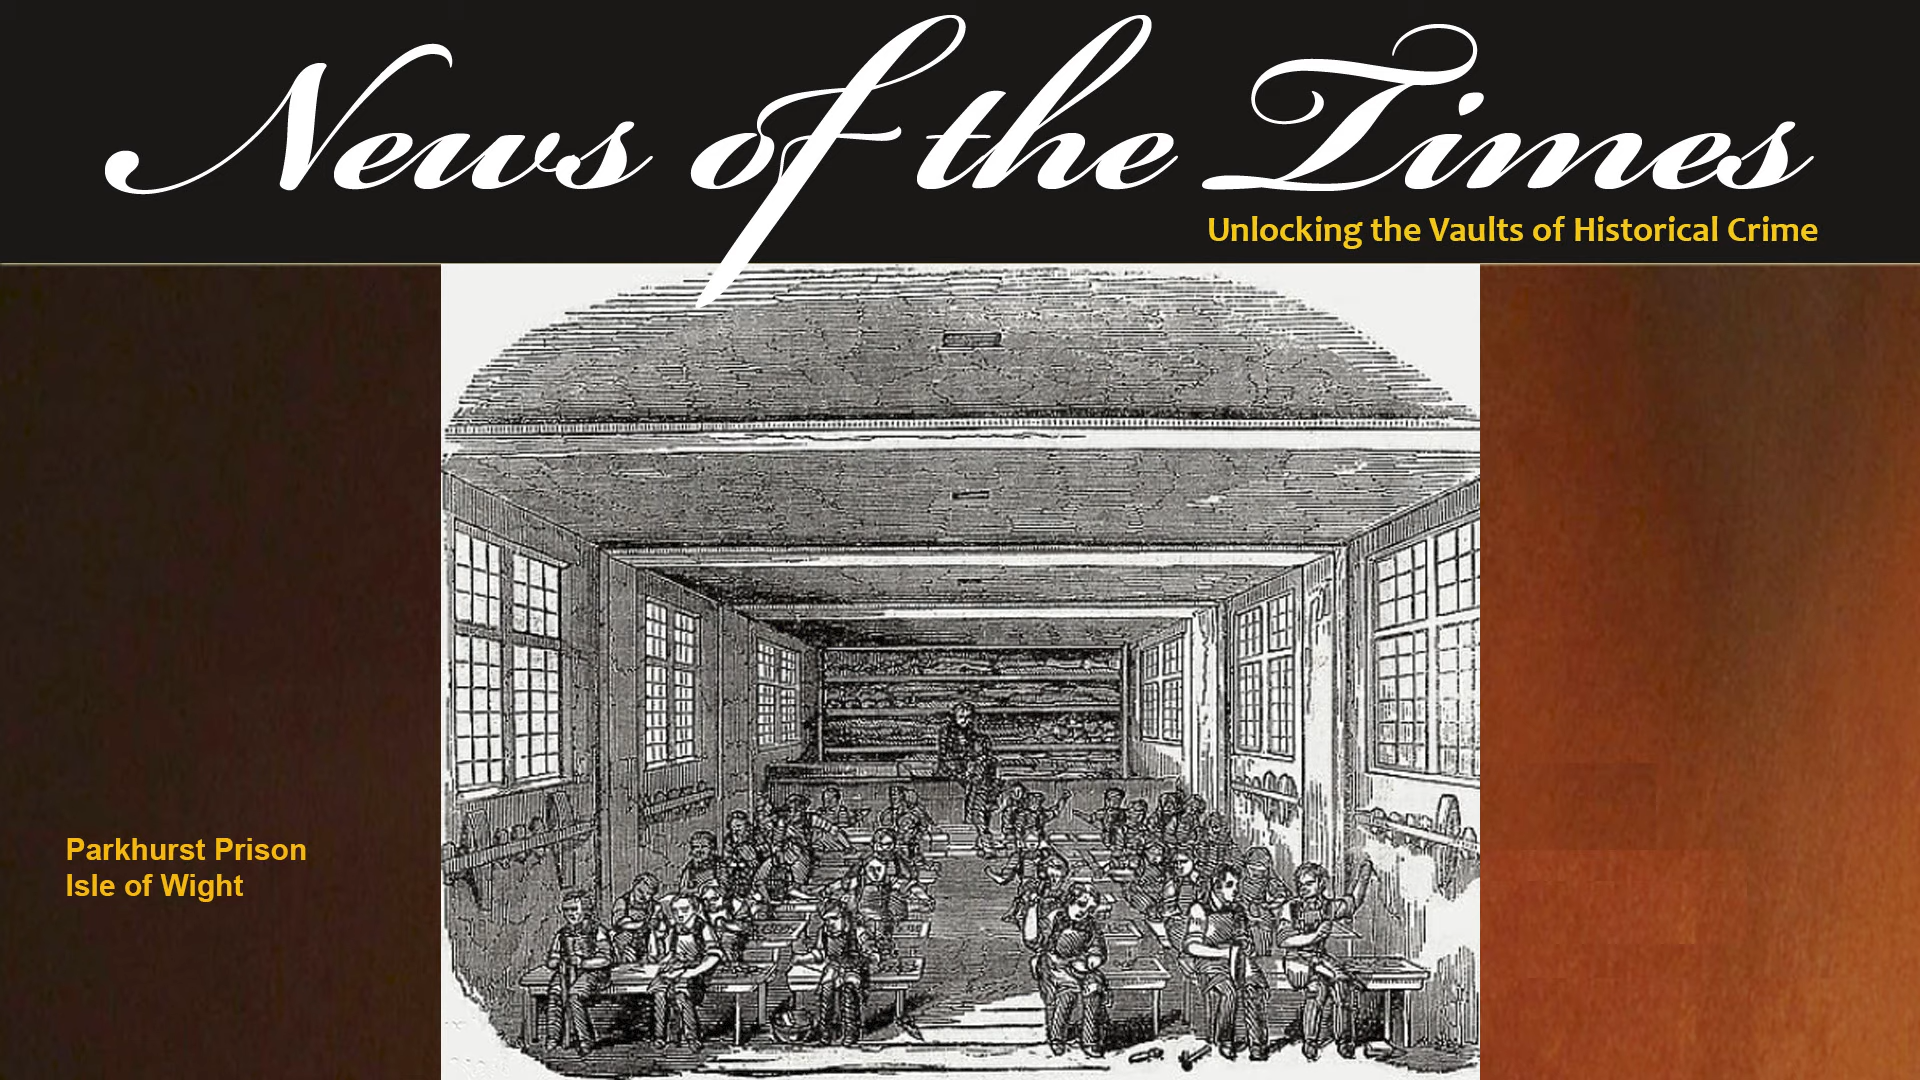 News of the Times
Unlocking the Vaults of Historical Crime
Parkhurst Prison
Isle of Wight